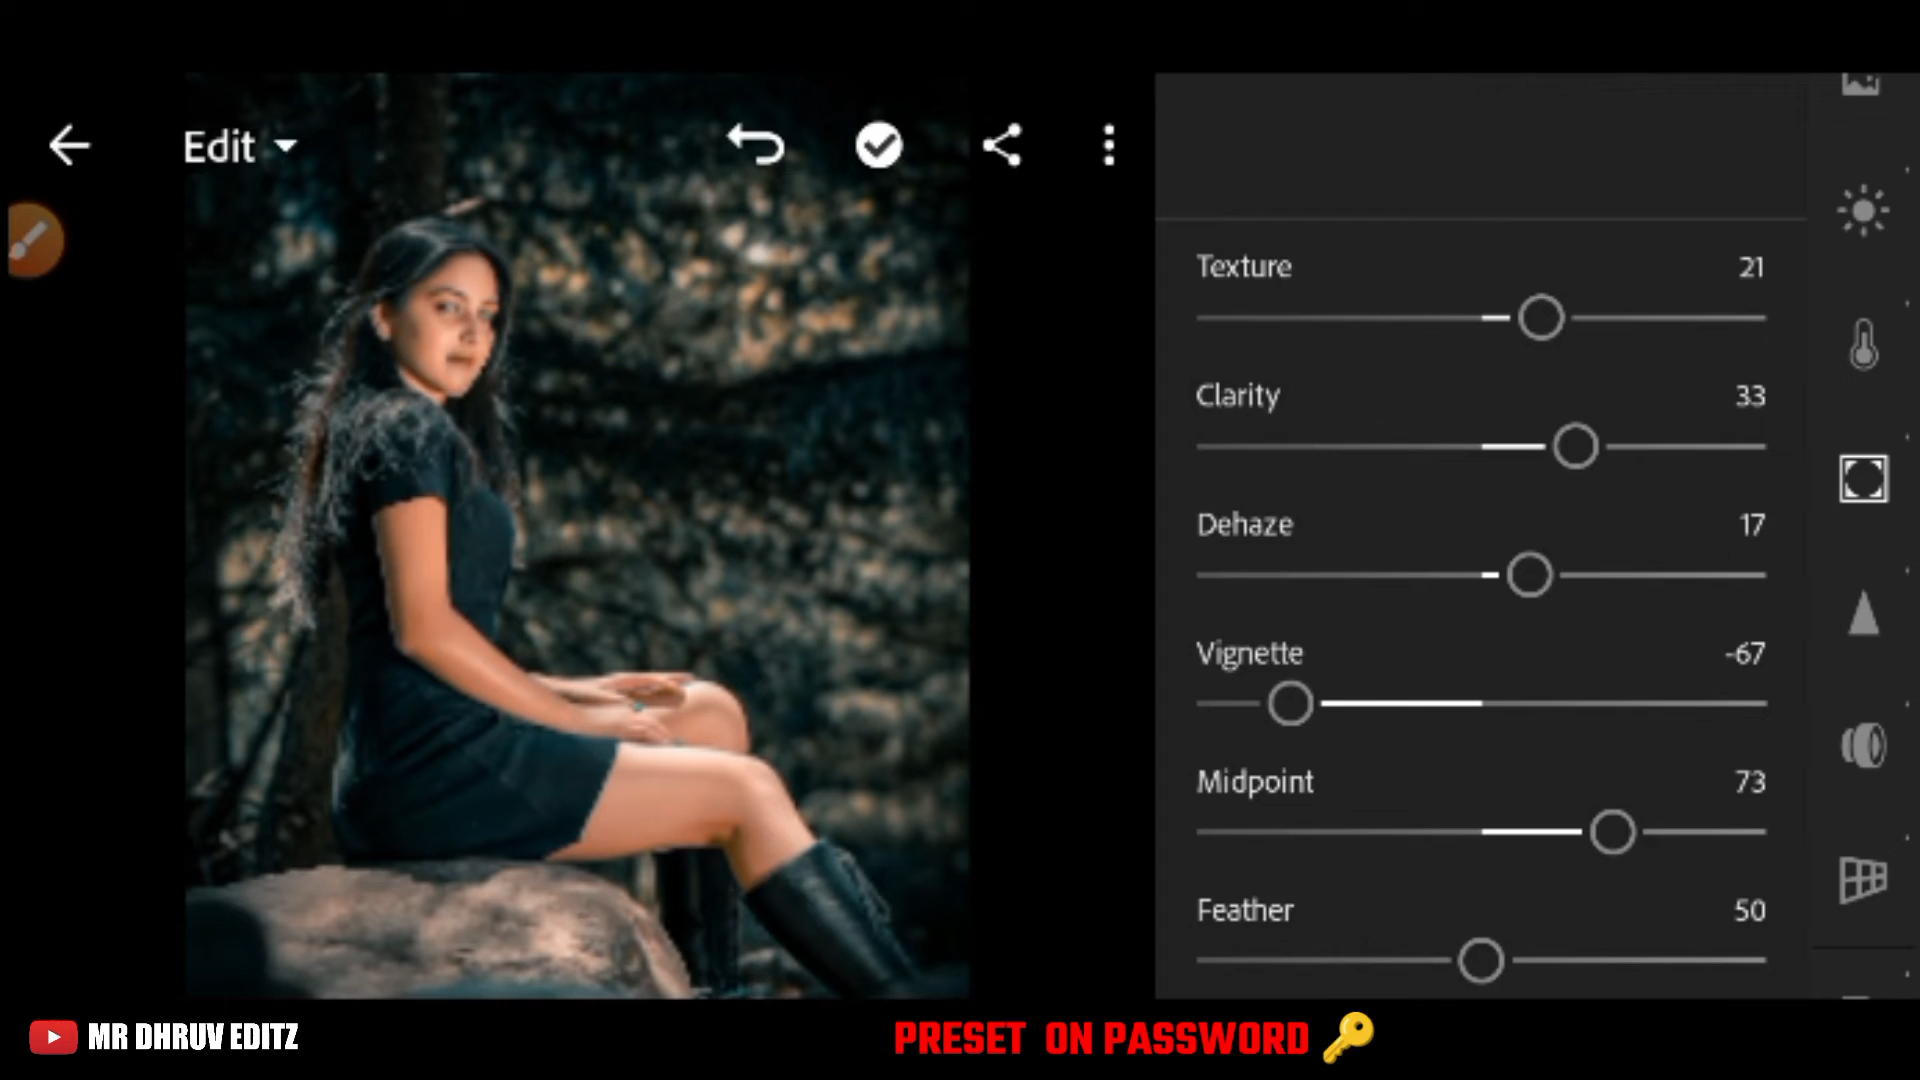 Edit
Texture 21
Clarity 33
Dehaze 17
Vignette -67
Midpoint 73
Feather 50
MR DHRUV EDITZ
PRESET ON PASSWORD